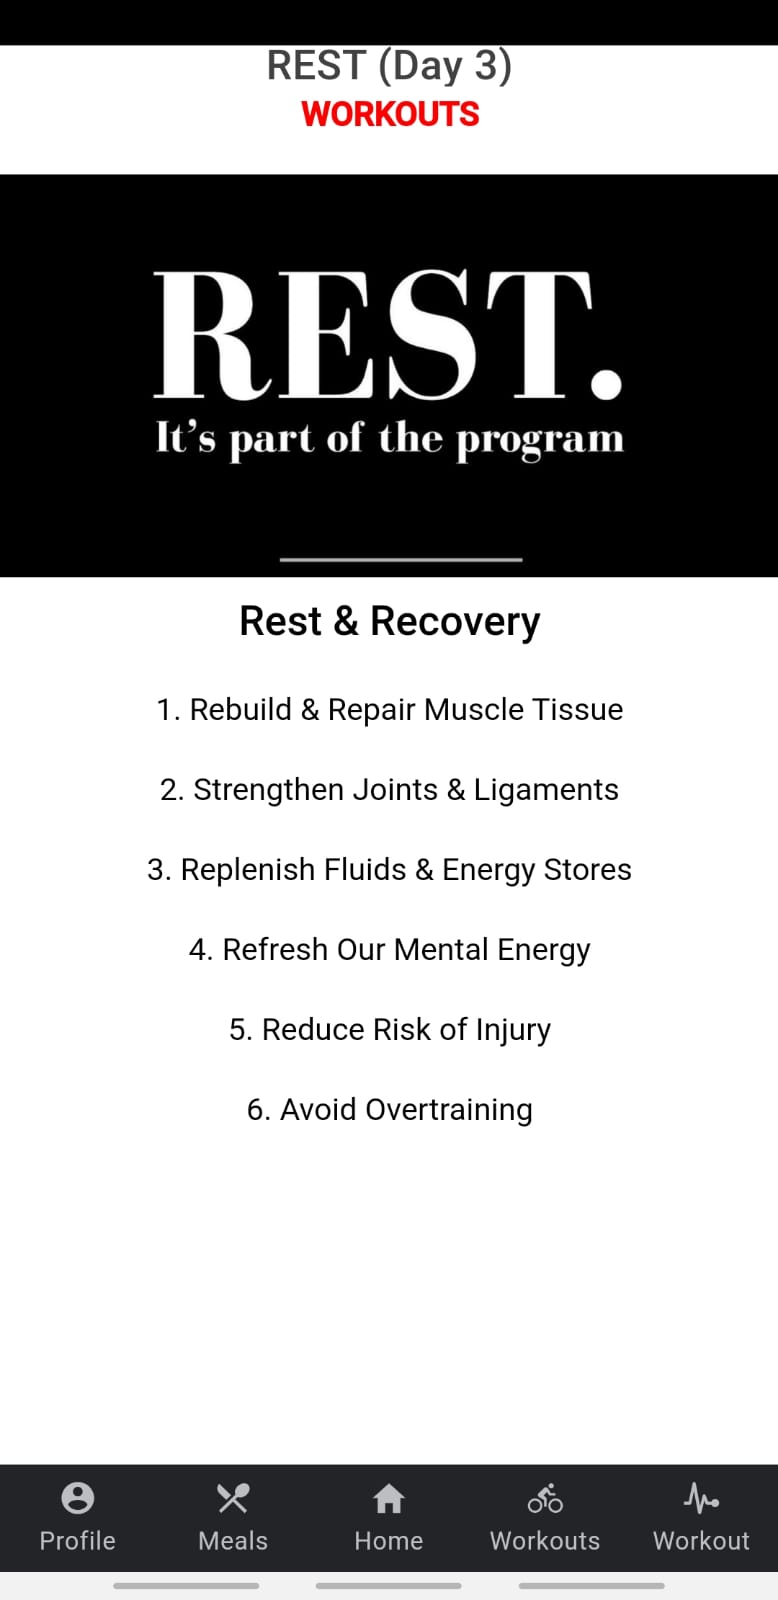 REST (Day 3)
WORKOUTS
REST.
It’s part of the program
Rest & Recovery
1. Rebuild & Repair Muscle Tissue
2. Strengthen Joints & Ligaments
3. Replenish Fluids & Energy Stores
4. Refresh Our Mental Energy
5. Reduce Risk of Injury
6. Avoid Overtraining
Profile Meals Home Workouts Workout